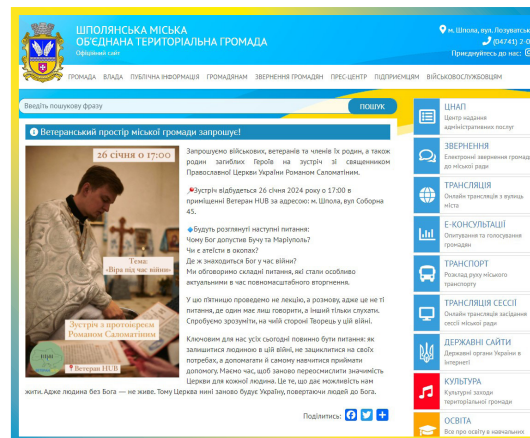 ШПОЛЯНСЬКА МІСЬКА
ОБ'ЄДНАНА ТЕРИТОРІАЛЬНА ГРОМАДА
Офіційний сайт
м. Шпола, вул. Лозуватськ
(04741) 2-0
Приєднуйтесь до нас:
ГРОМАДА ВЛАДА ПУБЛІЧНА ІНФОРМАЦІЯ ГРОМАДЯНАМ ЗВЕРНЕННЯ ГРОМАДЯН ПРЕС-ЦЕНТР ПІДПРИЄМЦЯМ ВІЙСЬКОВОСЛУЖБОВЦЯМ
Введіть пошукову фразу
ПОШУК
Ветеранський простір міської громади запрошує!
26 січня о 17:00
Тема:
«Віра під час війни»
Зустріч з протоієреєм
Романом Саломатіним
Ветеран HUB
Запрошуємо військових, ветеранів та членів їх родин, а також
родин загиблих Героїв на зустріч зі священником
Православної Церкви України Романом Саломатіним.
Зустріч відбудеться 26 січня 2024 року о 17:00 в
приміщенні Ветеран HUB за адресою: м. Шпола, вул Соборна
45.
Будуть розглянуті наступні питання:
Чому Бог допустив Бучу та Маріуполь?
Чи є атеїсти в окопах?
Де ж знаходиться Бог у час війни?
Ми обговоримо складні питання, які стали особливо
актуальними в час повномасштабного вторгнення.
У цю п'ятницю проведемо не лекцію, а розмову, адже це не ті
питання, де один має лиш говорити, а інший тільки слухати.
Спробуємо зрозуміти, на чиїй стороні Творець у цій війні.
Ключовим для нас усіх сьогодні повинно бути питання: як
залишитися людиною в цій війні, не зациклитися на своїх
потребах, а допомагати й самому навчитися приймати
допомогу. Маємо час, щоб заново переосмислити значимість
Церкви для кожної людини. Це те, що дає можливість нам
жити. Адже людина без Бога — не живе. Тому Церква нині заново будує Україну, повертаючи людей до Бога.
Поділитись:
ЦНАП
Центр надання
адміністративних послуг
ЗВЕРНЕННЯ
Електронні звернення громадя
до міської ради
ТРАНСЛЯЦІЯ
Онлайн трансляція з вулиць
міста
Е-КОНСУЛЬТАЦІЇ
Опитування та голосування
громадян
ТРАНСПОРТ
Розклад руху міського
транспорту
ТРАНСЛЯЦІЯ СЕСІЇ
Онлайн трансляція засідання
сесії міської ради
ДЕРЖАВНІ САЙТИ
Державні органи України в
Інтернеті
КУЛЬТУРА
Культурні заходи
територіальної громади
ОСВІТА
Все про освіту в навчальних